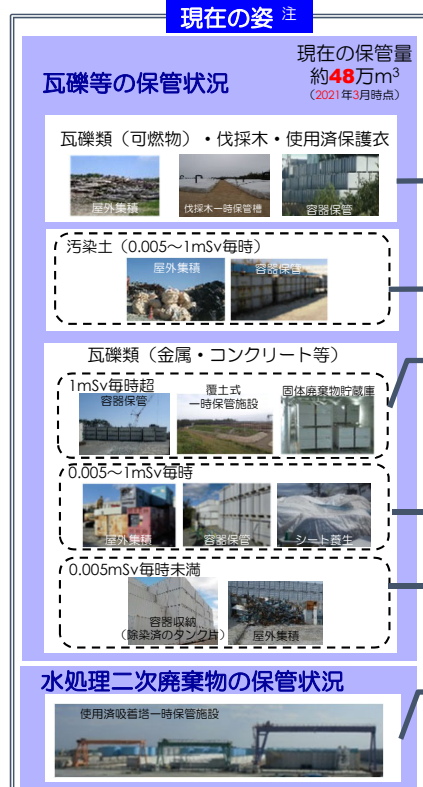 現在の姿 注
現在の保管量
約48万m³
（2021年3月時点）
瓦礫等の保管状況
瓦礫類（可燃物）・伐採木・使用済保護衣
屋外集積
伐採木一時保管槽
容器保管
汚染土（0.005～1mSv毎時）
屋外集積
容器保管
瓦礫類（金属・コンクリート等）
1mSv毎時超
容器保管
覆土式
一時保管施設
固体廃棄物貯蔵庫
0.005～1mSv毎時
屋外集積
容器保管
シート養生
0.005mSv毎時未満
容器収納
（除染済のタンク片）
屋外集積
水処理二次廃棄物の保管状況
使用済吸着塔一時保管施設